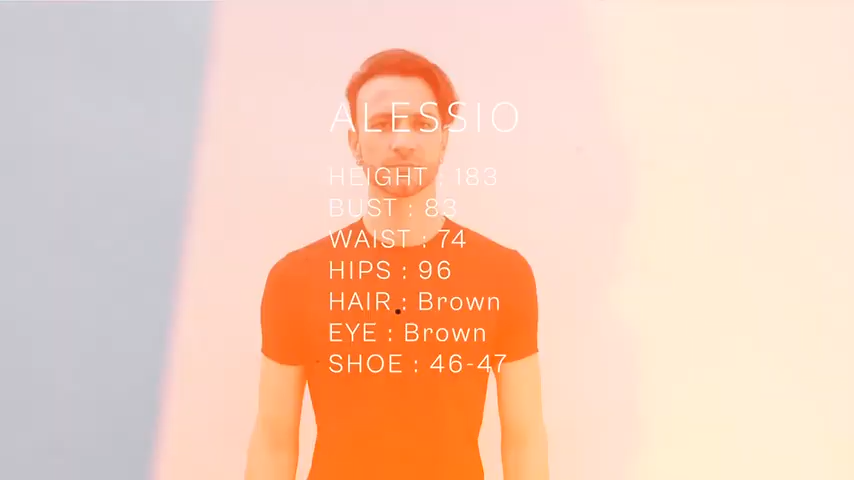 ALESSIO
HEIGHT : 183
BUST : 83
WAIST : 74
HIPS : 96
HAIR : Brown
EYE : Brown
SHOE : 46-47